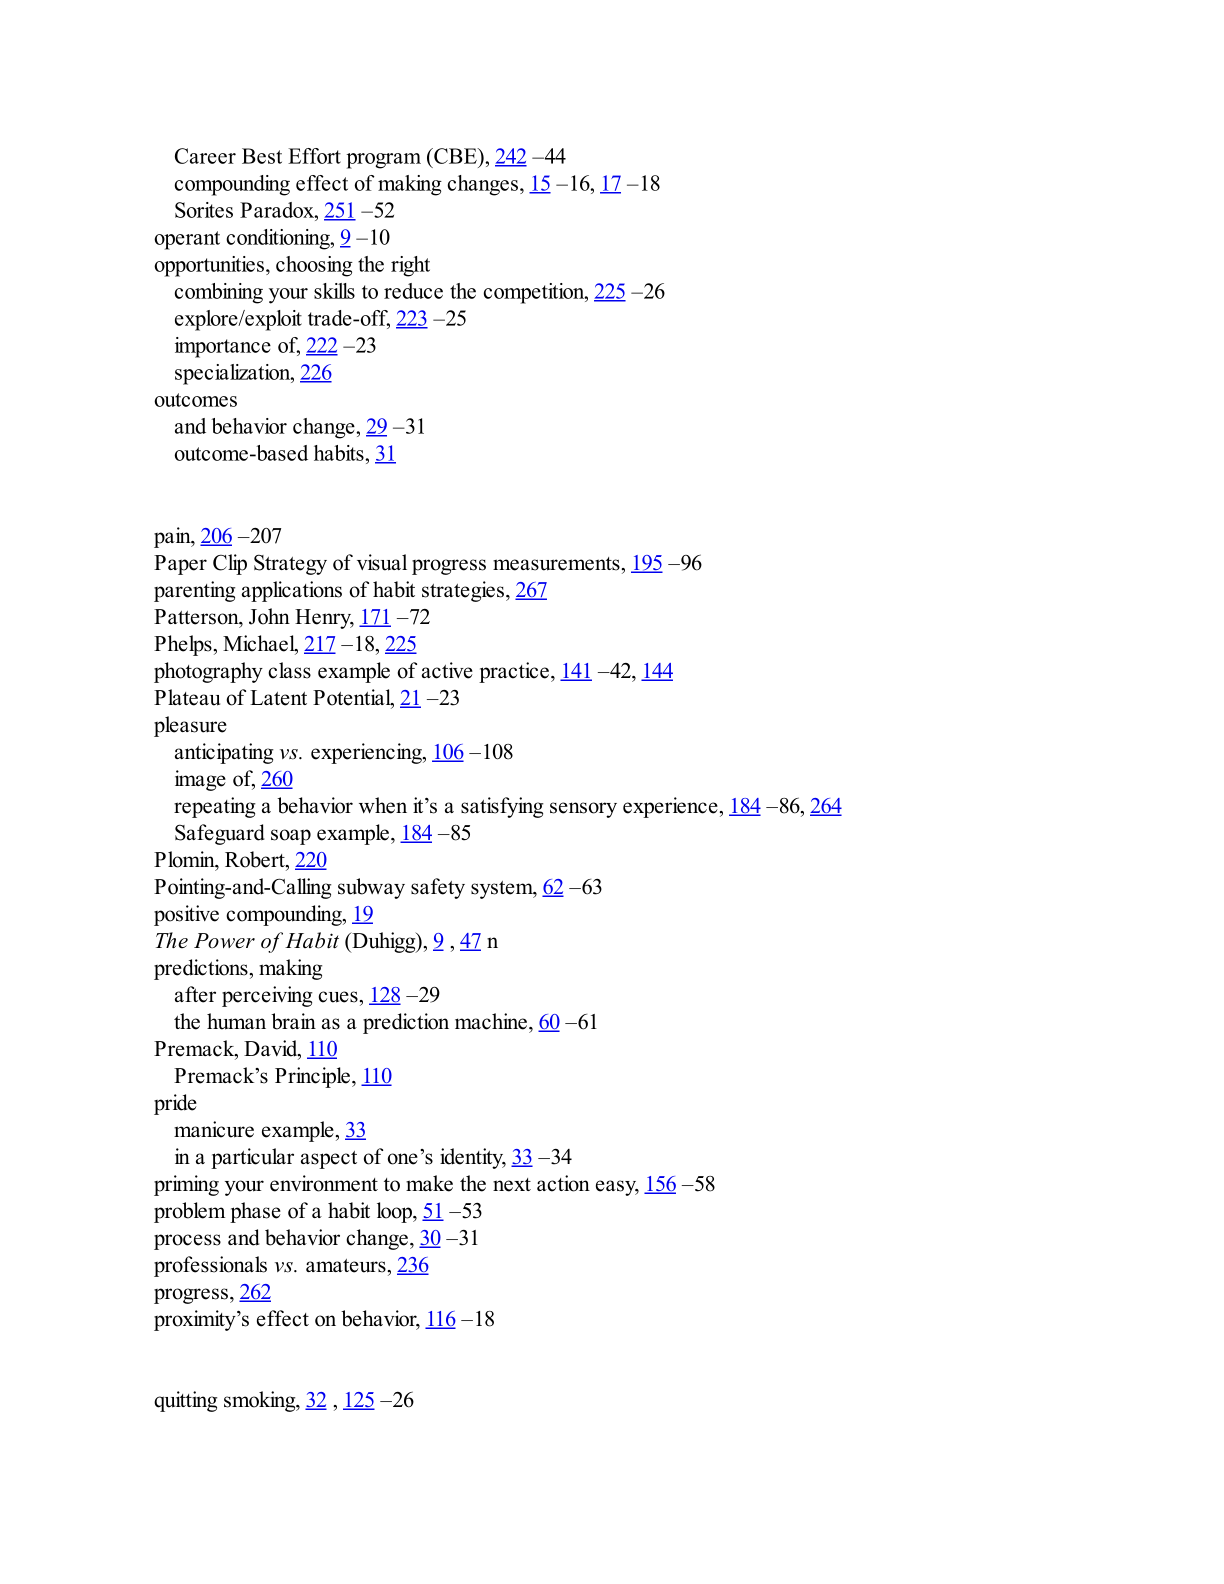 Career Best Effort program (CBE), 242 –44
compounding effect of making changes, 15 –16, 17 –18
Sorites Paradox, 251 –52
operant conditioning, 9 –10
opportunities, choosing the right
combining your skills to reduce the competition, 225 –26
explore/exploit trade-off, 223 –25
importance of, 222 –23
specialization, 226
outcomes
and behavior change, 29 –31
outcome-based habits, 31
pain, 206 –207
Paper Clip Strategy of visual progress measurements, 195 –96
parenting applications of habit strategies, 267
Patterson, John Henry, 171 –72
Phelps, Michael, 217 –18, 225
photography class example of active practice, 141 –42, 144
Plateau of Latent Potential, 21 –23
pleasure
anticipating vs. experiencing, 106 –108
image of, 260
repeating a behavior when it’s a satisfying sensory experience, 184 –86, 264
Safeguard soap example, 184 –85
Plomin, Robert, 220
Pointing-and-Calling subway safety system, 62 –63
positive compounding, 19
The Power of Habit (Duhigg), 9 , 47 n
predictions, making
after perceiving cues, 128 –29
the human brain as a prediction machine, 60 –61
Premack, David, 110
Premack’s Principle, 110
pride
manicure example, 33
in a particular aspect of one’s identity, 33 –34
priming your environment to make the next action easy, 156 –58
problem phase of a habit loop, 51 –53
process and behavior change, 30 –31
professionals vs. amateurs, 236
progress, 262
proximity’s effect on behavior, 116 –18
quitting smoking, 32 , 125 –26